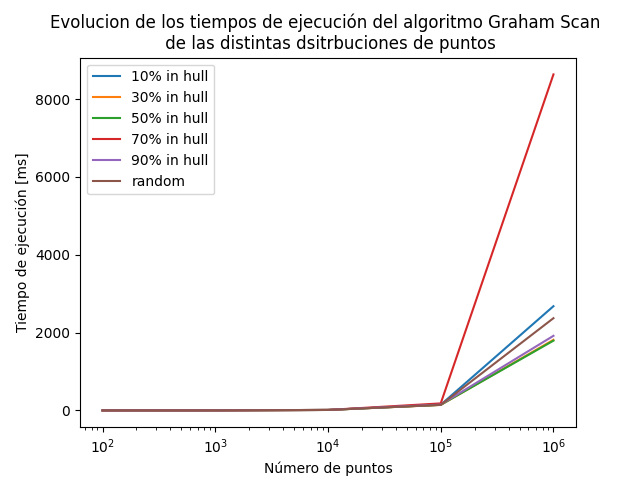 Evolucion de los tiempos de ejecución del algoritmo Graham Scan
de las distintas dsitrbuciones de puntos
10% in hull
30% in hull
50% in hull
70% in hull
90% in hull
random
Tiempo de ejecución [ms]
8000
6000
4000
2000
0
10² 10³ 10⁴ 10⁵ 10⁶
Número de puntos